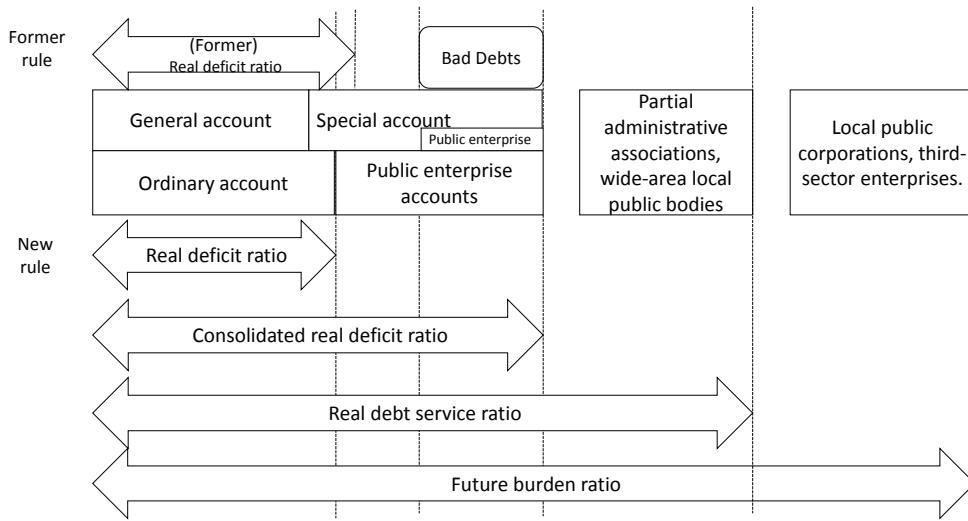 Former
rule
(Former)
Real deficit ratio
Bad Debts
General account
Special account
Public enterprise
Ordinary account
Public enterprise
accounts
Partial
administrative
associations,
wide-area local
public bodies
Local public
corporations, third-
sector enterprises.
New
rule
Real deficit ratio
Consolidated real deficit ratio
Real debt service ratio
Future burden ratio